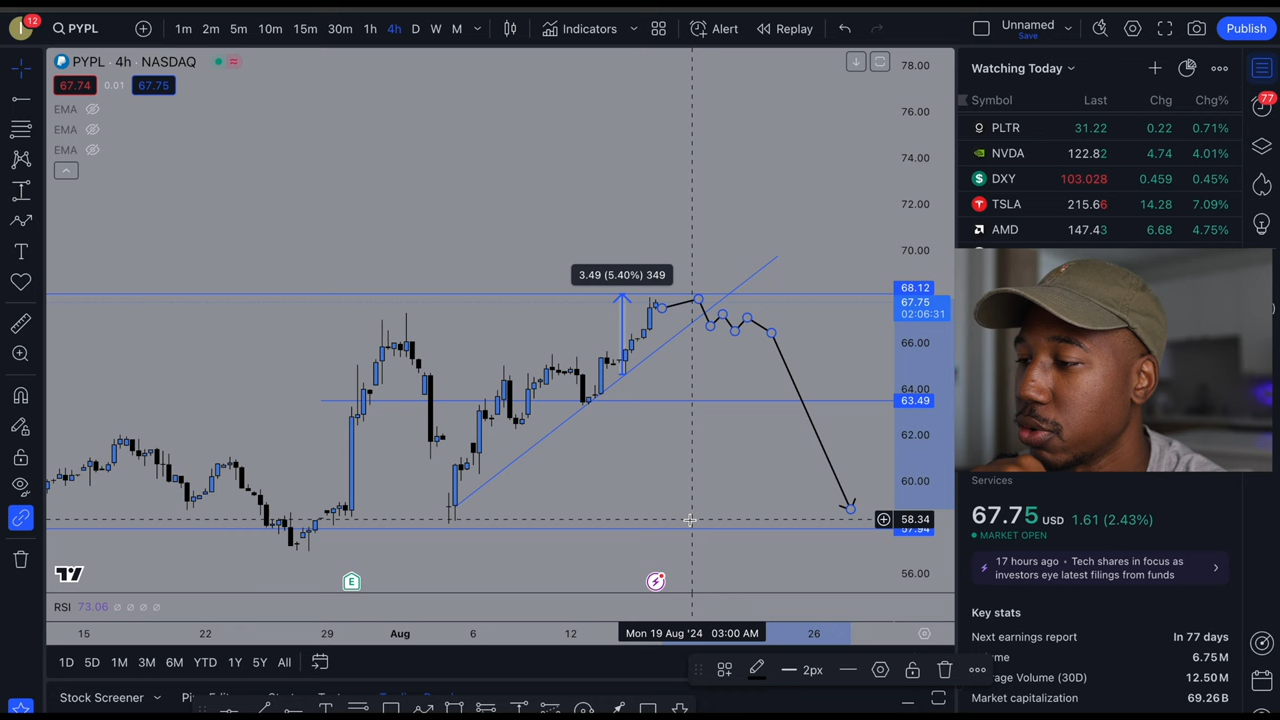 12
PYPL
1m 2m 5m 10m 15m 30m 1h 4h D W M
Indicators
Alert
Replay
Unnamed
Save
Publish
PYPL · 4h · NASDAQ
67.74 0.01 67.75
EMA
EMA
EMA
78.00
76.00
74.00
72.00
70.00
68.12
67.75
02:06:31
66.00
64.00
63.49
62.00
60.00
58.34
57.94
56.00
3.49 (5.40%) 349
E
RSI 73.06
15 22 29 Aug 6 12 Mon 19 Aug '24 03:00 AM 26
1D 5D 1M 3M 6M YTD 1Y 5Y All
2px
Stock Screener
Watching Today
Symbol Last Chg Chg%
PLTR 31.22 0.22 0.71%
NVDA 122.82 4.74 4.01%
DXY 103.028 0.459 0.45%
TSLA 215.66 14.28 7.09%
AMD 147.43 6.68 4.75%
77
Services
67.75 USD 1.61 (2.43%)
MARKET OPEN
17 hours ago · Tech shares in focus as
investors eye latest filings from funds
Key stats
Next earnings report In 77 days
6.75M
Volume (30D) 12.50M
Market capitalization 69.26B